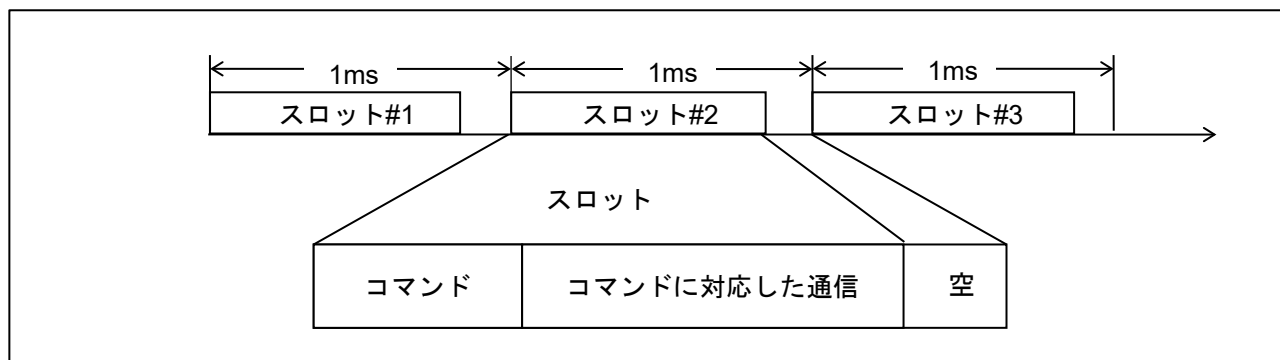 1ms 1ms 1ms
スロット#1 スロット#2 スロット#3
スロット
コマンド コマンドに対応した通信 空